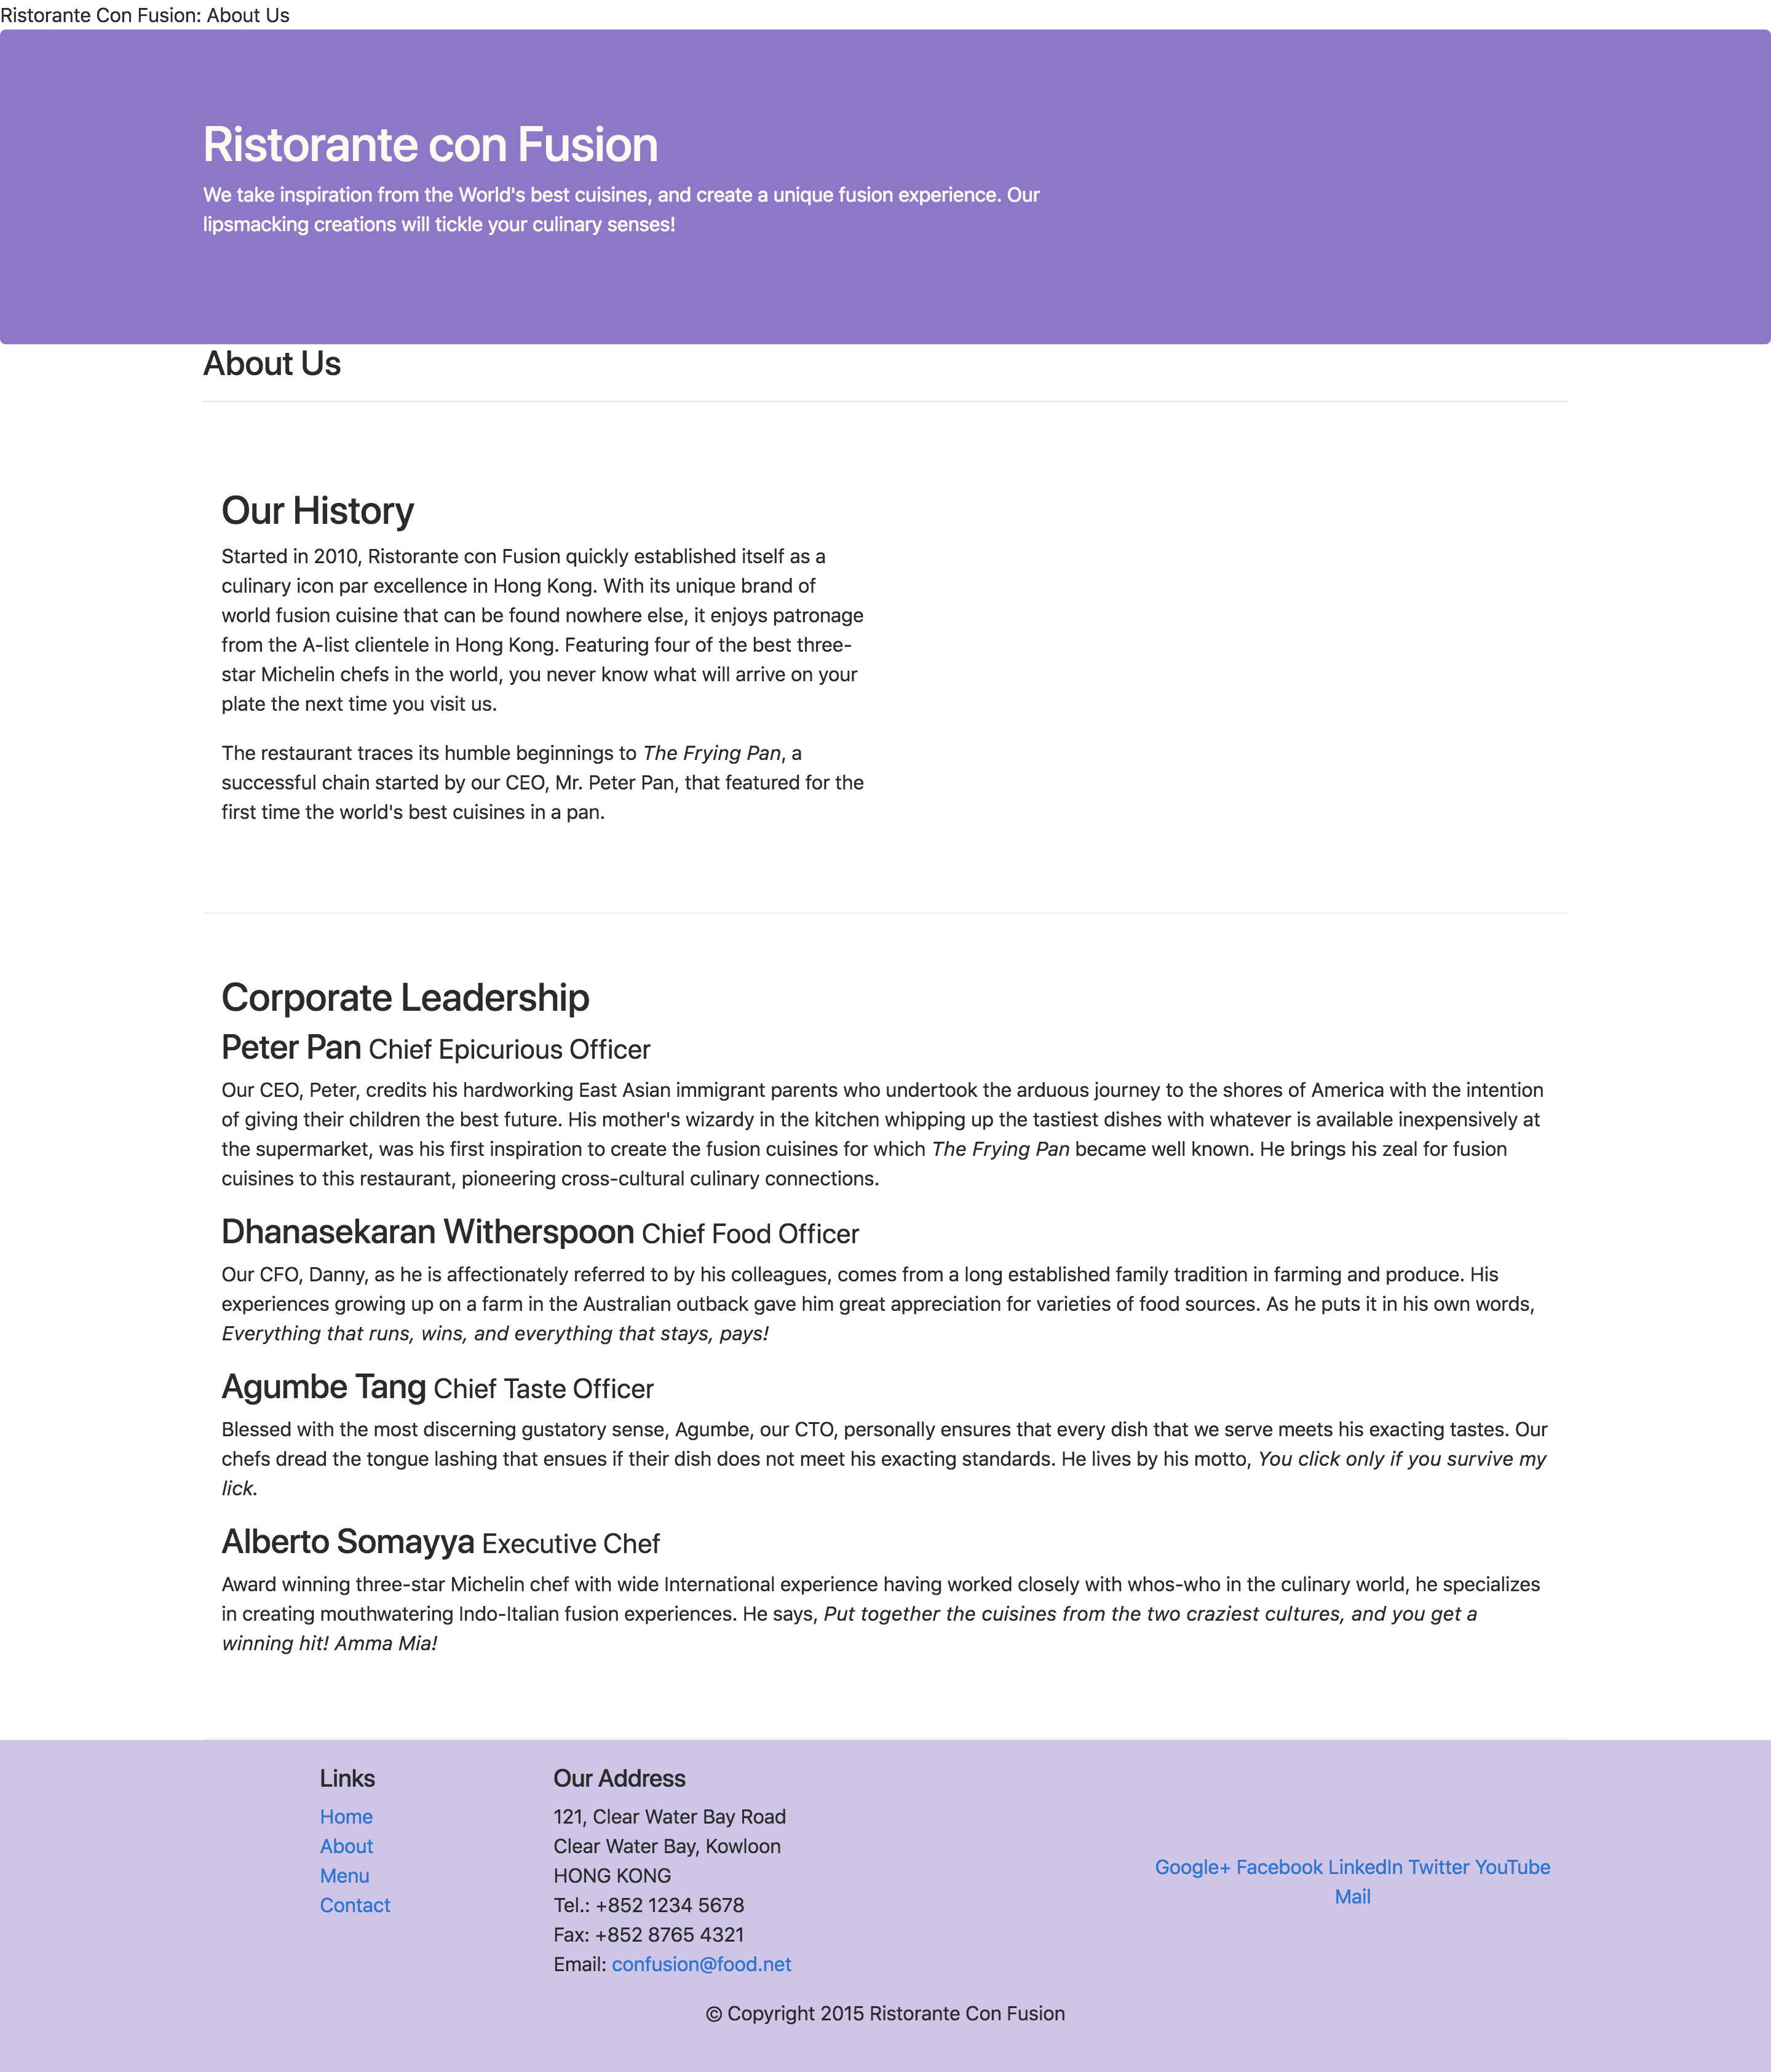 Ristorante Con Fusion: About Us
Ristorante con Fusion
We take inspiration from the World's best cuisines, and create a unique fusion experience. Our
lipsmacking creations will tickle your culinary senses!
About Us
Our History
Started in 2010, Ristorante con Fusion quickly established itself as a
culinary icon par excellence in Hong Kong. With its unique brand of
world fusion cuisine that can be found nowhere else, it enjoys patronage
from the A-list clientele in Hong Kong. Featuring four of the best three-
star Michelin chefs in the world, you never know what will arrive on your
plate the next time you visit us.
The restaurant traces its humble beginnings to The Frying Pan, a
successful chain started by our CEO, Mr. Peter Pan, that featured for the
first time the world's best cuisines in a pan.
Corporate Leadership
Peter Pan Chief Epicurious Officer
Our CEO, Peter, credits his hardworking East Asian immigrant parents who undertook the arduous journey to the shores of America with the intention
of giving their children the best future. His mother's wizardy in the kitchen whipping up the tastiest dishes with whatever is available inexpensively at
the supermarket, was his first inspiration to create the fusion cuisines for which The Frying Pan became well known. He brings his zeal for fusion
cuisines to this restaurant, pioneering cross-cultural culinary connections.
Dhanasekaran Witherspoon Chief Food Officer
Our CFO, Danny, as he is affectionately referred to by his colleagues, comes from a long established family tradition in farming and produce. His
experiences growing up on a farm in the Australian outback gave him great appreciation for varieties of food sources. As he puts it in his own words,
Everything that runs, wins, and everything that stays, pays!
Agumbe Tang Chief Taste Officer
Blessed with the most discerning gustatory sense, Agumbe, our CTO, personally ensures that every dish that we serve meets his exacting tastes. Our
chefs dread the tongue lashing that ensues if their dish does not meet his exacting standards. He lives by his motto, You click only if you survive my
lick.
Alberto Somayya Executive Chef
Award winning three-star Michelin chef with wide International experience having worked closely with whos-who in the culinary world, he specializes
in creating mouthwatering Indo-Italian fusion experiences. He says, Put together the cuisines from the two craziest cultures, and you get a
winning hit! Amma Mia!
Links
Home
About
Menu
Contact
Our Address
121, Clear Water Bay Road
Clear Water Bay, Kowloon
HONG KONG
Tel.: +852 1234 5678
Fax: +852 8765 4321
Email: confusion@food.net
Google+ Facebook LinkedIn Twitter YouTube
Mail
© Copyright 2015 Ristorante Con Fusion